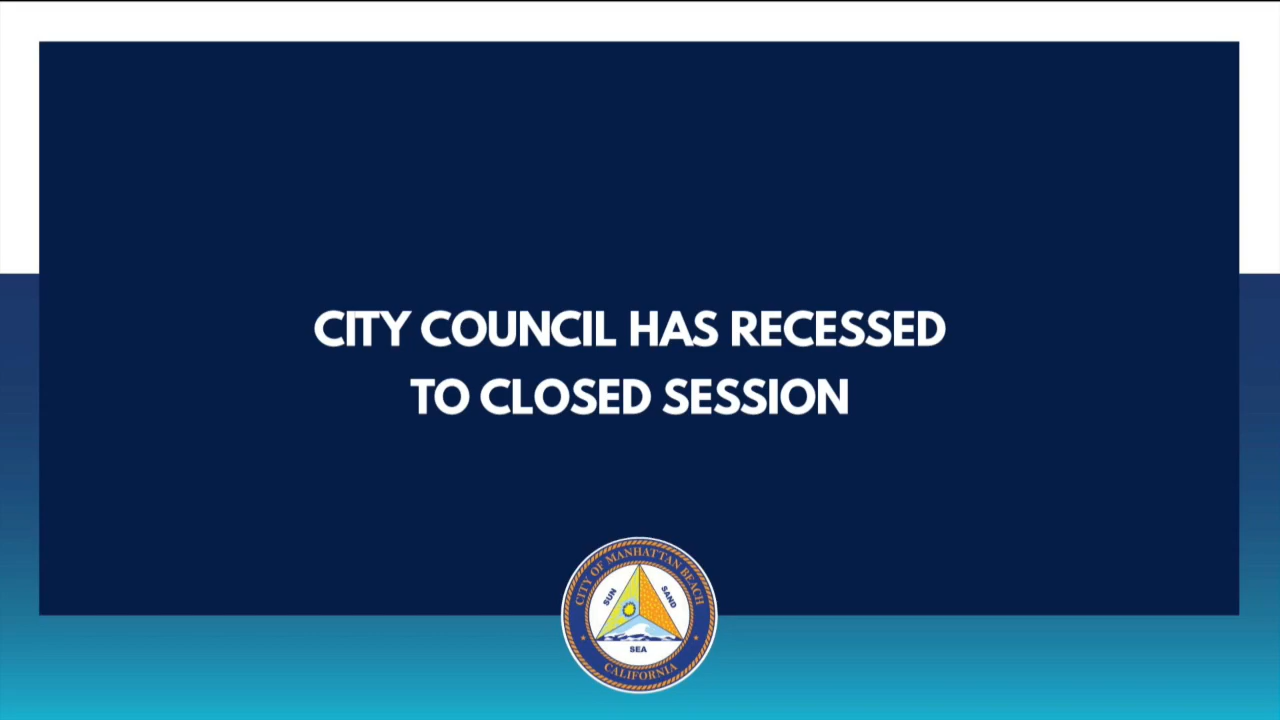 CITY COUNCIL HAS RECESSED
TO CLOSED SESSION
CITY OF MANHATTAN BEACH
SUN
SAND
SEA
CALIFORNIA